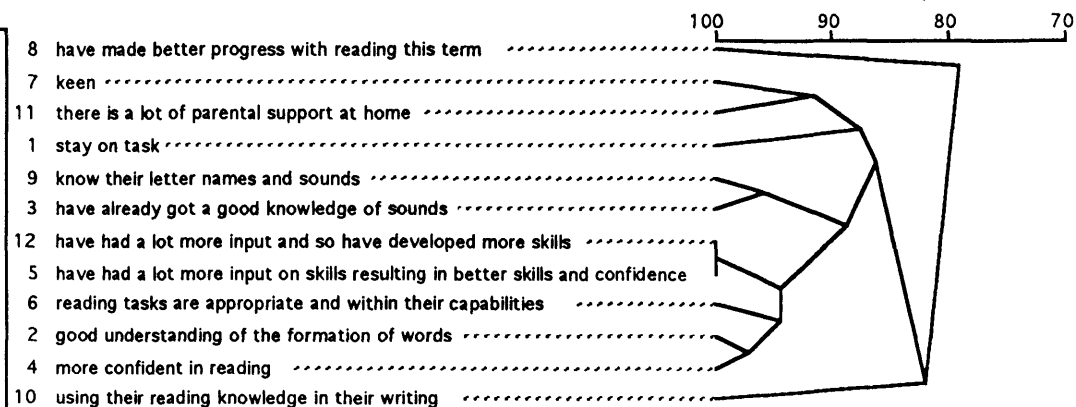 100 90 80 70
8 have made better progress with reading this term
7 keen
11 there is a lot of parental support at home
1 stay on task
9 know their letter names and sounds
3 have already got a good knowledge of sounds
12 have had a lot more input and so have developed more skills
5 have had a lot more input on skills resulting in better skills and confidence
6 reading tasks are appropriate and within their capabilities
2 good understanding of the formation of words
4 more confident in reading
10 using their reading knowledge in their writing